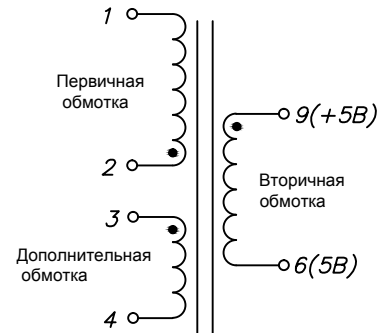 1
Первичная
обмотка
2
3
Дополнительная
обмотка
4
9(+5В)
Вторичная
обмотка
6(5В)